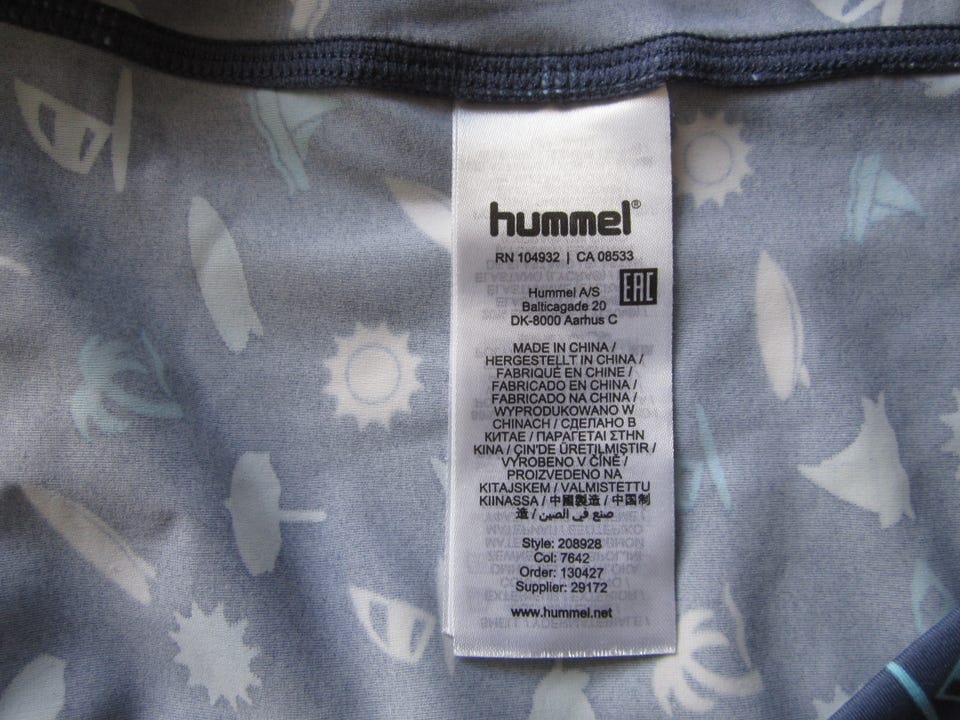 hummel®
RN 104932 | CA 08533
EAC
Hummel A/S
Balticagade 20
DK-8000 Aarhus C
MADE IN CHINA /
HERGESTELLT IN CHINA /
FABRIQUÉ EN CHINE /
FABRICADO EN CHINA /
FABRICADO NA CHINA /
WYPRODUKOWANO W
CHINACH / СДЕЛАНО В
КИТАЕ / ΠΑΡΑΓΕΤΑΙ ΣΤΗΝ
ΚΙΝΑ / ÇIN'DE ÜRETILMIŞTIR /
VYROBENO V ČÍNĚ /
PROIZVEDENO NA
KITAJSKEM / VALMISTETTU
KIINASSA / 中國製造 / 中国制
造 / صنع في الصين
Style: 208928
Col: 7642
Order: 130427
Supplier: 29172
www.hummel.net